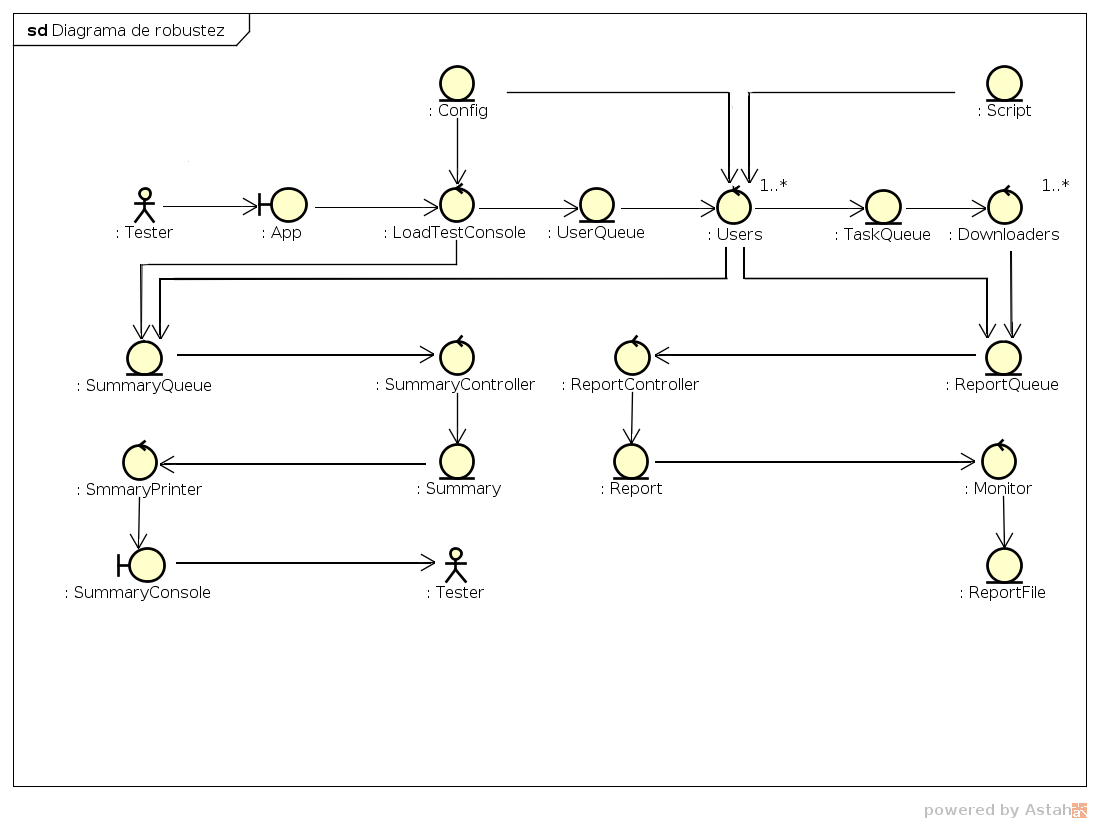 sd Diagrama de robustez
: Config
: Script
1..*
1..*
: Tester
: App
: LoadTestConsole
: UserQueue
: Users
: TaskQueue
: Downloaders
: SummaryQueue
: SummaryController
: ReportController
: ReportQueue
: SmmaryPrinter
: Summary
: Report
: Monitor
: SummaryConsole
: Tester
: ReportFile
powered by Astah